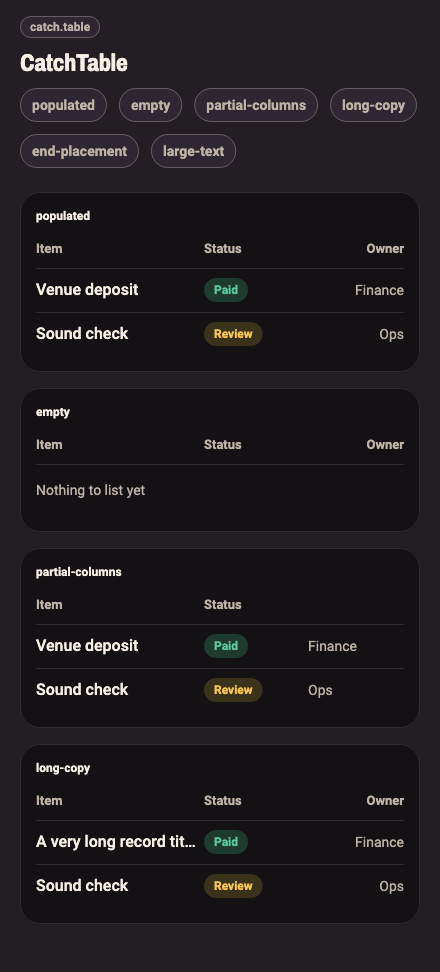 catch.table
CatchTable
populated empty partial-columns long-copy
end-placement large-text
populated
Item Status Owner
Venue deposit Paid Finance
Sound check Review Ops
empty
Item Status Owner
Nothing to list yet
partial-columns
Item Status
Venue deposit Paid Finance
Sound check Review Ops
long-copy
Item Status Owner
A very long record tit... Paid Finance
Sound check Review Ops